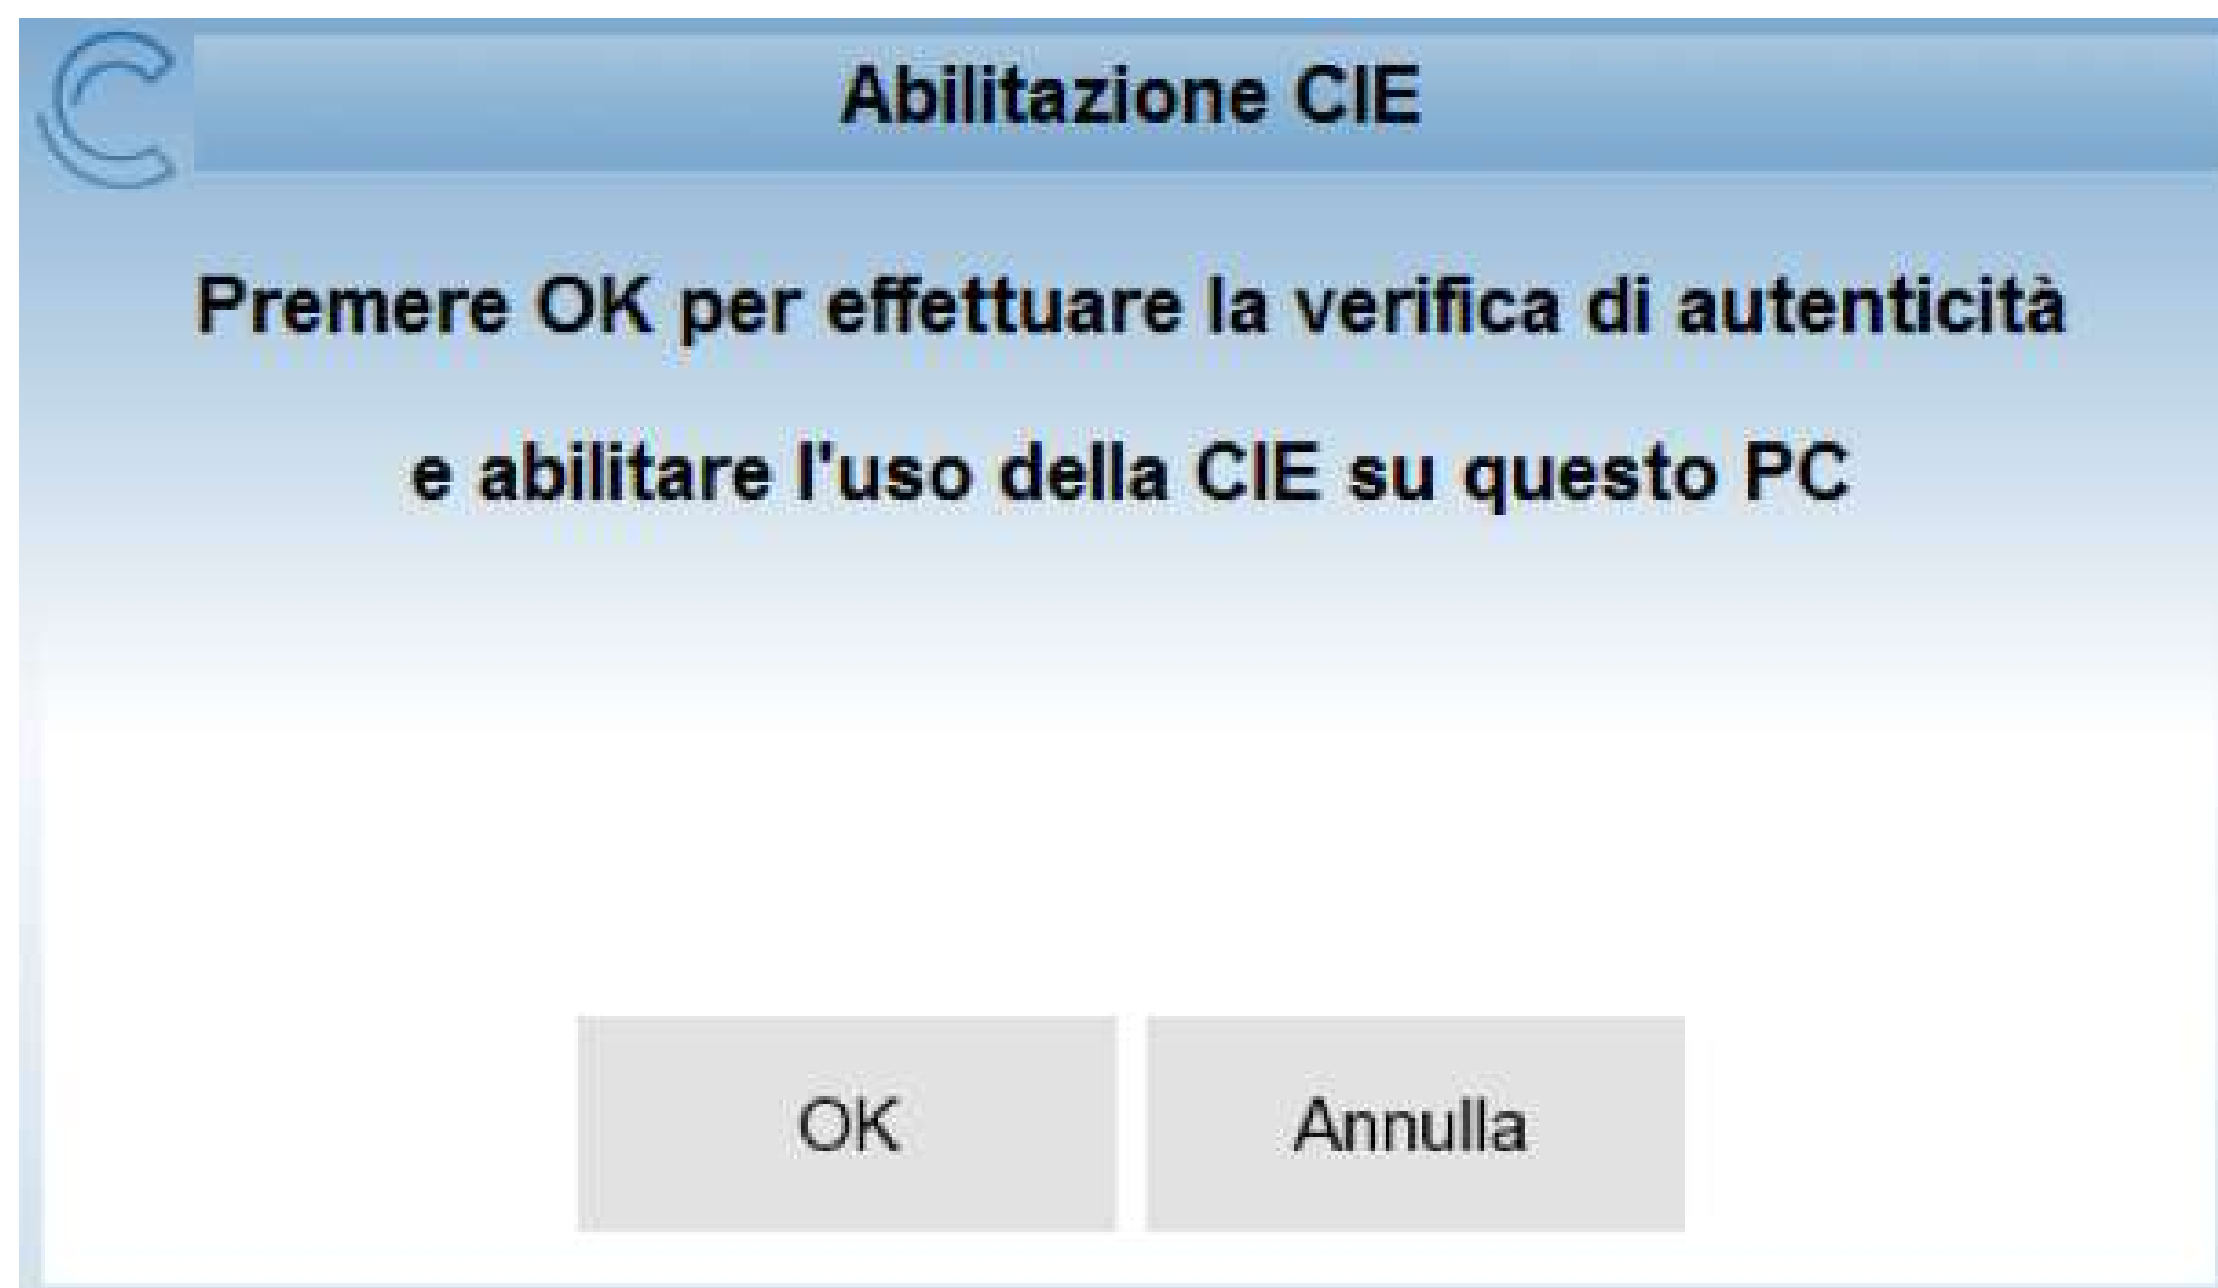 Abilitazione CIE
Premere OK per effettuare la verifica di autenticità
e abilitare l'uso della CIE su questo PC
OK
Annulla